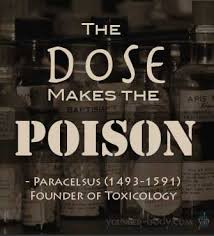 THE
DOSE
MAKES THE
POISON
- PARACELSUS (1493-1591)
FOUNDER OF TOXICOLOGY